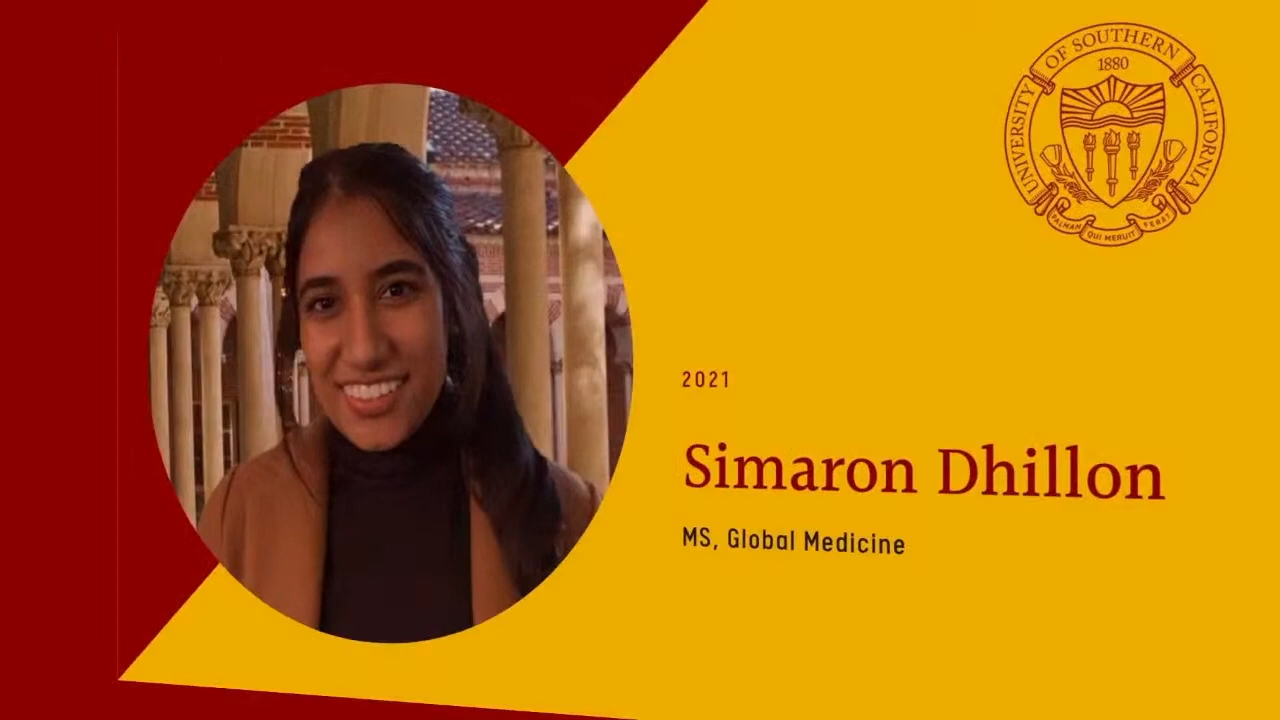 UNIVERSITY OF SOUTHERN CALIFORNIA
1880
PALMAM QUI MERUIT FERAT
2021
Simaron Dhillon
MS, Global Medicine